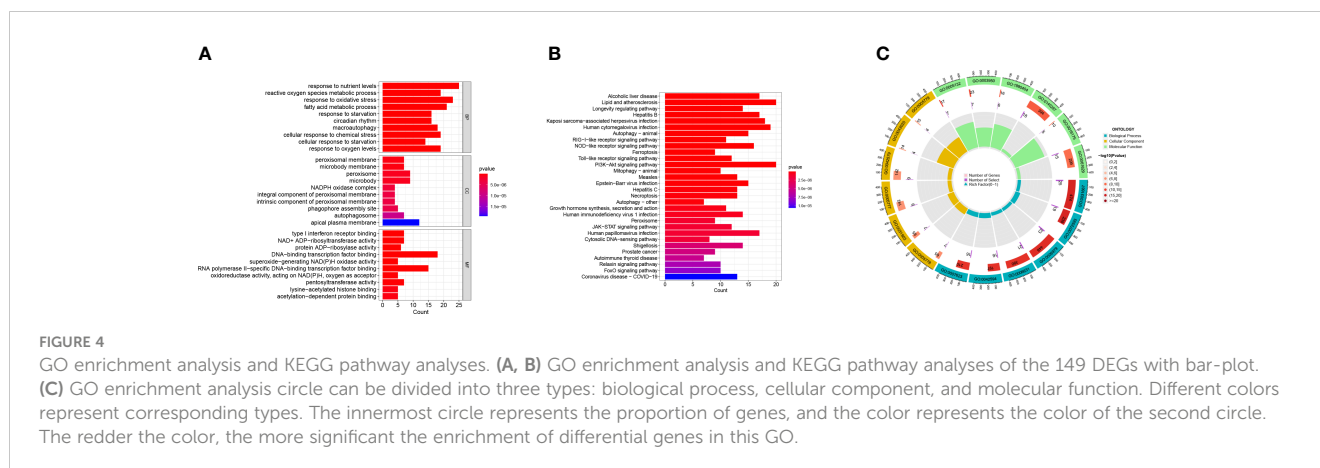 A
B
C
response to nutrient levels
reactive oxygen species metabolic process
response to oxidative stress
fatty acid metabolic process
response to starvation
circadian rhythm
macroautophagy
cellular response to chemical stress
cellular response to starvation
response to oxygen levels
BP
peroxisomal membrane
microbody membrane
peroxisome
microbody
NADPH oxidase complex
integral component of peroxisomal membrane
intrinsic component of peroxisomal membrane
phagophore assembly site
autophagosome
apical plasma membrane
CC
type I interferon receptor binding
NAD+ ADP-ribosyltransferase activity
protein ADP-ribosylase activity
DNA-binding transcription factor binding
superoxide-generating NAD(P)H oxidase activity
RNA polymerase II-specific DNA-binding transcription factor binding
oxidoreductase activity, acting on NAD(P)H, oxygen as acceptor
pentosyltransferase activity
lysine-acetylated histone binding
acetylation-dependent protein binding
MF
0 5 10 15 20 25
Count
pvalue
5.0e-06
1.0e-05
1.5e-05
Alcoholic liver disease
Lipid and atherosclerosis
Longevity regulating pathway
Hepatitis B
Kaposi sarcoma-associated herpesvirus infection
Human cytomegalovirus infection
Autophagy - animal
RIG-I-like receptor signaling pathway
NOD-like receptor signaling pathway
Ferroptosis
Toll-like receptor signaling pathway
PI3K-Akt signaling pathway
Mitophagy - animal
Measles
Epstein-Barr virus infection
Hepatitis C
Necroptosis
Autophagy - other
Growth hormone synthesis, secretion and action
Human immunodeficiency virus 1 infection
Peroxisome
JAK-STAT signaling pathway
Human papillomavirus infection
Cytosolic DNA-sensing pathway
Shigellosis
Prostate cancer
Autoimmune thyroid disease
Relaxin signaling pathway
FoxO signaling pathway
Coronavirus disease - COVID-19
0 5 10 15 20
Count
pvalue
Number of Genes
Number of Select
Rich Factor(0-1)
ONTOLOGY
Biological Process
Cellular Component
Molecular Function
-log10(Pvalue)
FIGURE 4
GO enrichment analysis and KEGG pathway analyses. (A, B) GO enrichment analysis and KEGG pathway analyses of the 149 DEGs with bar-plot.
(C) GO enrichment analysis circle can be divided into three types: biological process, cellular component, and molecular function. Different colors
represent corresponding types. The innermost circle represents the proportion of genes, and the color represents the color of the second circle.
The redder the color, the more significant the enrichment of differential genes in this GO.